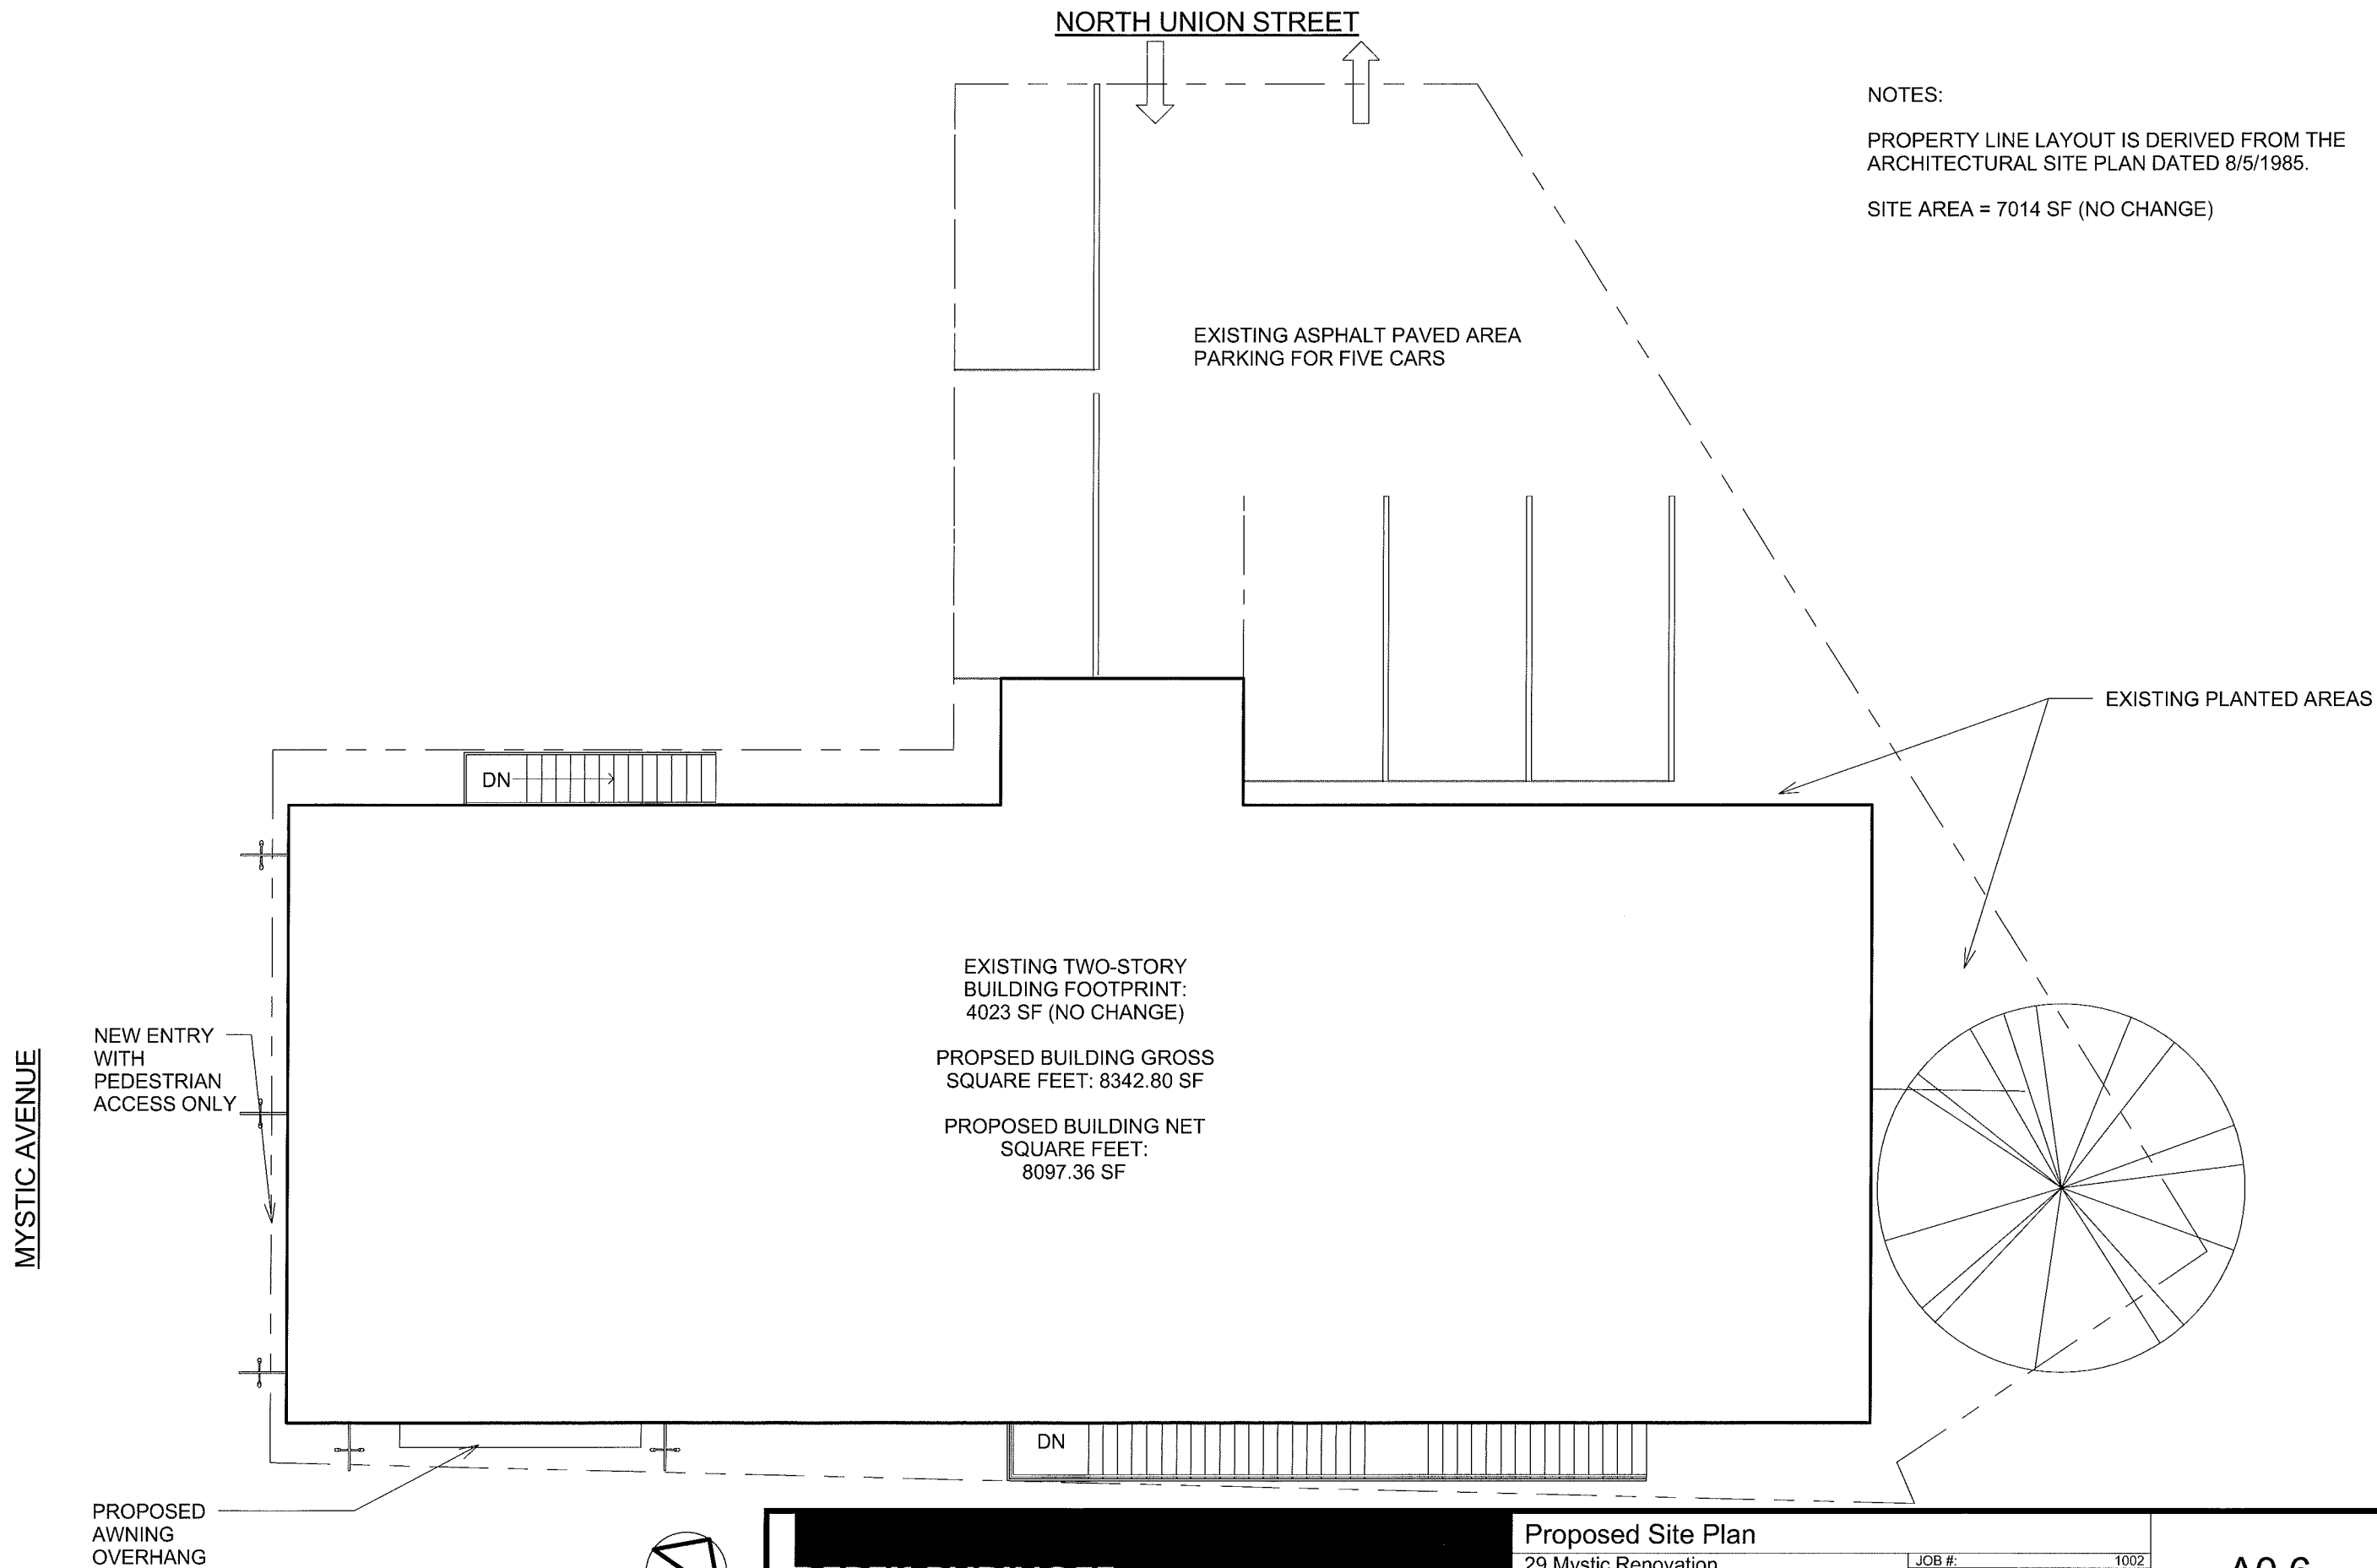 NORTH UNION STREET
NOTES:
PROPERTY LINE LAYOUT IS DERIVED FROM THE
ARCHITECTURAL SITE PLAN DATED 8/5/1985.
SITE AREA = 7014 SF (NO CHANGE)
EXISTING ASPHALT PAVED AREA
PARKING FOR FIVE CARS
EXISTING PLANTED AREAS
DN
EXISTING TWO-STORY
BUILDING FOOTPRINT:
4023 SF (NO CHANGE)
PROPSED BUILDING GROSS
SQUARE FEET: 8342.80 SF
PROPOSED BUILDING NET
SQUARE FEET:
8097.36 SF
NEW ENTRY
WITH
PEDESTRIAN
ACCESS ONLY
MYSTIC AVENUE
DN
PROPOSED
AWNING
OVERHANG
Proposed Site Plan
29 Mystic Renovation
JOB #: 1002